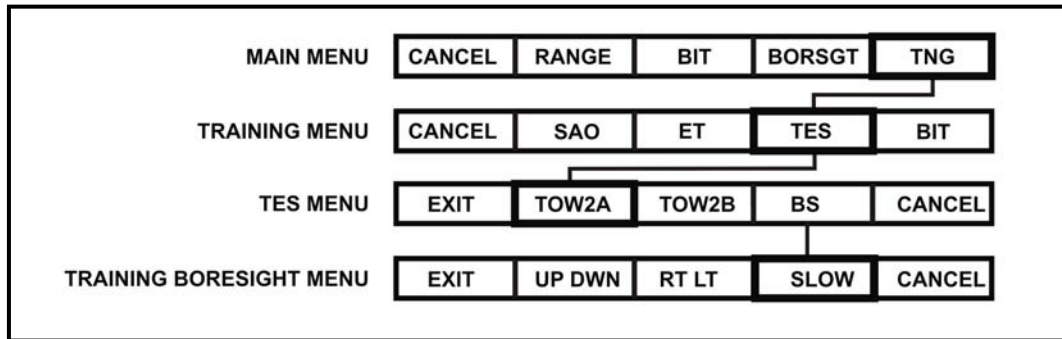 MAIN MENU CANCEL RANGE BIT BORSGT TNG
TRAINING MENU CANCEL SAO ET TES BIT
TES MENU EXIT TOW2A TOW2B BS CANCEL
TRAINING BORESIGHT MENU EXIT UP DWN RT LT SLOW CANCEL